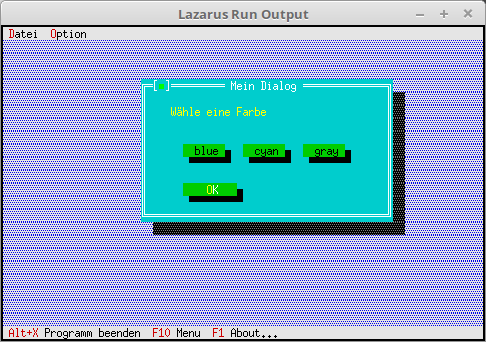 Lazarus Run Output
Datei Option
Mein Dialog
Wähle eine Farbe
blue cyan gray
OK
Alt+X Programm beenden F10 Menu F1 About...